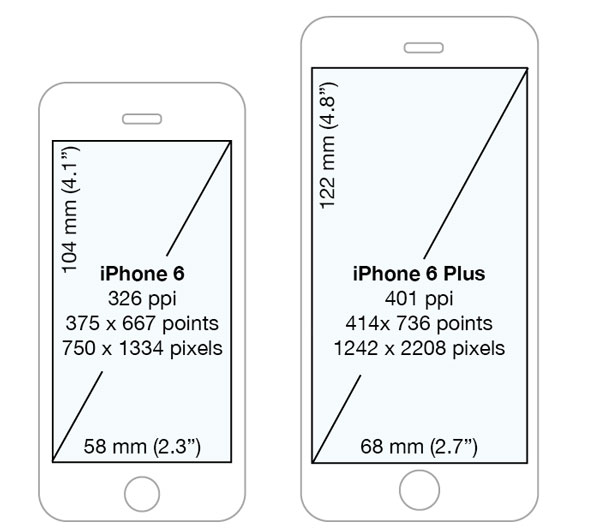 104 mm (4.1”)
iPhone 6
326 ppi
375 x 667 points
750 x 1334 pixels
58 mm (2.3”)
122 mm (4.8”)
iPhone 6 Plus
401 ppi
414x 736 points
1242 x 2208 pixels
68 mm (2.7”)